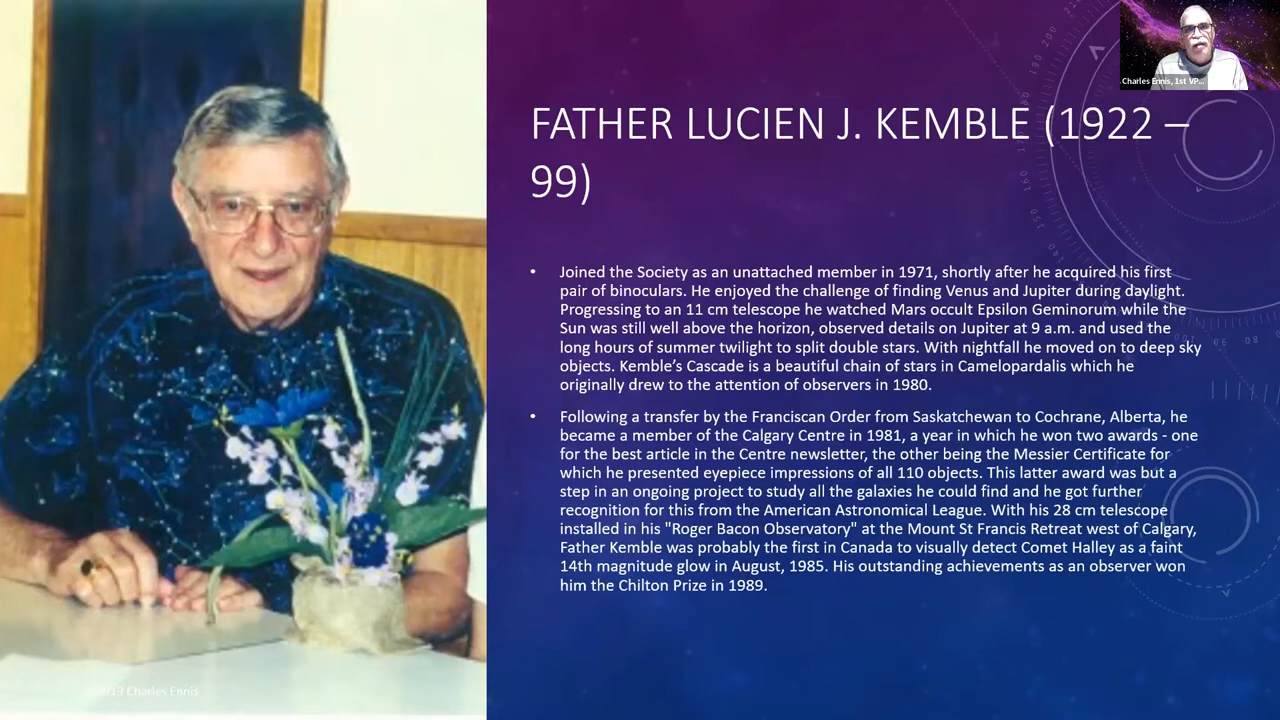 Charles Ennis, 1st VP...
FATHER LUCIEN J. KEMBLE (1922 –
99)
• Joined the Society as an unattached member in 1971, shortly after he acquired his first
pair of binoculars. He enjoyed the challenge of finding Venus and Jupiter during daylight.
Progressing to an 11 cm telescope he watched Mars occult Epsilon Geminorum while the
Sun was still well above the horizon, observed details on Jupiter at 9 a.m. and used the
long hours of summer twilight to split double stars. With nightfall he moved on to deep sky
objects. Kemble's Cascade is a beautiful chain of stars in Camelopardalis which he
originally drew to the attention of observers in 1980.
• Following a transfer by the Franciscan Order from Saskatchewan to Cochrane, Alberta, he
became a member of the Calgary Centre in 1981, a year in which he won two awards - one
for the best article in the Centre newsletter, the other being the Messier Certificate for
which he presented eyepiece impressions of all 110 objects. This latter award was but a
step in an ongoing project to study all the galaxies he could find and he got further
recognition for this from the American Astronomical League. With his 28 cm telescope
installed in his "Roger Bacon Observatory" at the Mount St Francis Retreat west of Calgary,
Father Kemble was probably the first in Canada to visually detect Comet Halley as a faint
14th magnitude glow in August, 1985. His outstanding achievements as an observer won
him the Chilton Prize in 1989.
Charles Ennis